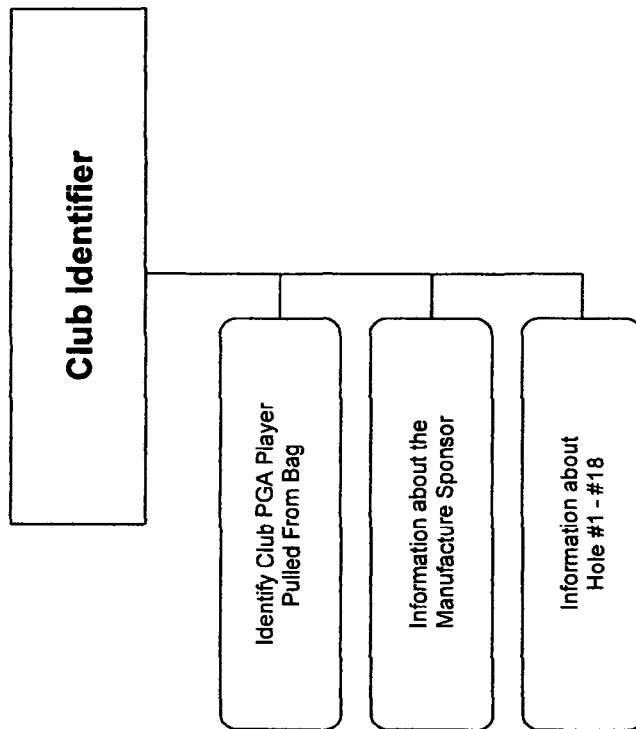 Club Identifier
Identify Club PGA Player
Pulled From Bag
Information about the
Manufacture Sponsor
Information about
Hole #1 - #18